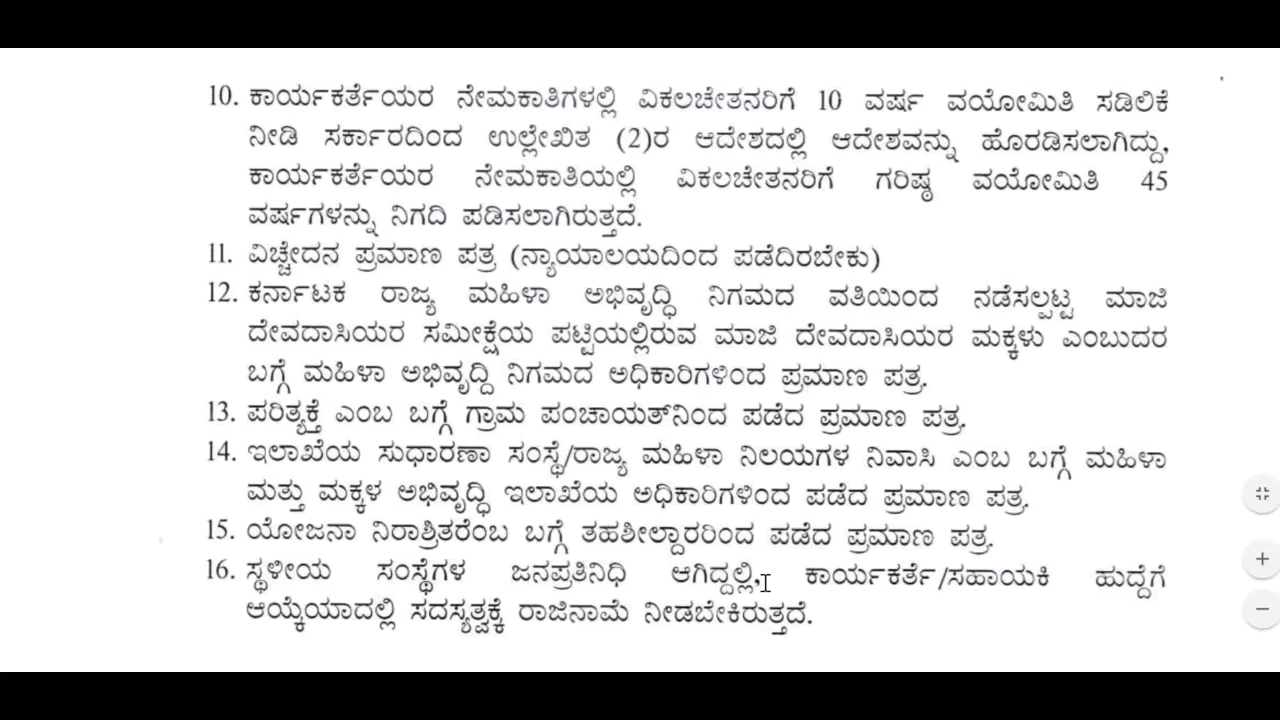 10. ಕಾರ್ಯಕರ್ತೆಯರ ನೇಮಕಾತಿಗಳಲ್ಲಿ ವಿಕಲಚೇತನರಿಗೆ 10 ವರ್ಷ ವಯೋಮಿತಿ ಸಡಿಲಿಕೆ
ನೀಡಿ ಸರ್ಕಾರದಿಂದ ಉಲ್ಲೇಖಿತ (2)ರ ಆದೇಶದಲ್ಲಿ ಆದೇಶವನ್ನು ಹೊರಡಿಸಲಾಗಿದ್ದು,
ಕಾರ್ಯಕರ್ತೆಯರ ನೇಮಕಾತಿಯಲ್ಲಿ ವಿಕಲಚೇತನರಿಗೆ ಗರಿಷ್ಠ ವಯೋಮಿತಿ 45
ವರ್ಷಗಳನ್ನು ನಿಗದಿ ಪಡಿಸಲಾಗಿರುತ್ತದೆ.
11. ವಿಚ್ಚೇದನ ಪ್ರಮಾಣ ಪತ್ರ (ನ್ಯಾಯಾಲಯದಿಂದ ಪಡೆದಿರಬೇಕು)
12. ಕರ್ನಾಟಕ ರಾಜ್ಯ ಮಹಿಳಾ ಅಭಿವೃದ್ಧಿ ನಿಗಮದ ವತಿಯಿಂದ ನಡೆಸಲ್ಪಟ್ಟ ಮಾಜಿ
ದೇವದಾಸಿಯರ ಸಮೀಕ್ಷೆಯ ಪಟ್ಟಿಯಲ್ಲಿರುವ ಮಾಜಿ ದೇವದಾಸಿಯರ ಮಕ್ಕಳು ಎಂಬುದರ
ಬಗ್ಗೆ ಮಹಿಳಾ ಅಭಿವೃದ್ದಿ ನಿಗಮದ ಅಧಿಕಾರಿಗಳಿಂದ ಪ್ರಮಾಣ ಪತ್ರ.
13. ಪರಿತ್ಯಕ್ತೆ ಎಂಬ ಬಗ್ಗೆ ಗ್ರಾಮ ಪಂಚಾಯತ್‌ನಿಂದ ಪಡೆದ ಪ್ರಮಾಣ ಪತ್ರ.
14. ಇಲಾಖೆಯ ಸುಧಾರಣಾ ಸಂಸ್ಥೆ/ರಾಜ್ಯ ಮಹಿಳಾ ನಿಲಯಗಳ ನಿವಾಸಿ ಎಂಬ ಬಗ್ಗೆ ಮಹಿಳಾ
ಮತ್ತು ಮಕ್ಕಳ ಅಭಿವೃದ್ಧಿ ಇಲಾಖೆಯ ಅಧಿಕಾರಿಗಳಿಂದ ಪಡೆದ ಪ್ರಮಾಣ ಪತ್ರ.
15. ಯೋಜನಾ ನಿರಾಶ್ರಿತರೆಂಬ ಬಗ್ಗೆ ತಹಶೀಲ್ದಾರರಿಂದ ಪಡೆದ ಪ್ರಮಾಣ ಪತ್ರ.
16. ಸ್ಥಳೀಯ ಸಂಸ್ಥೆಗಳ ಜನಪ್ರತಿನಿಧಿ ಆಗಿದ್ದಲ್ಲಿ, ಕಾರ್ಯಕರ್ತೆ/ಸಹಾಯಕಿ ಹುದ್ದೆಗೆ
ಆಯ್ಕೆಯಾದಲ್ಲಿ ಸದಸ್ಯತ್ವಕ್ಕೆ ರಾಜಿನಾಮೆ ನೀಡಬೇಕಿರುತ್ತದೆ.